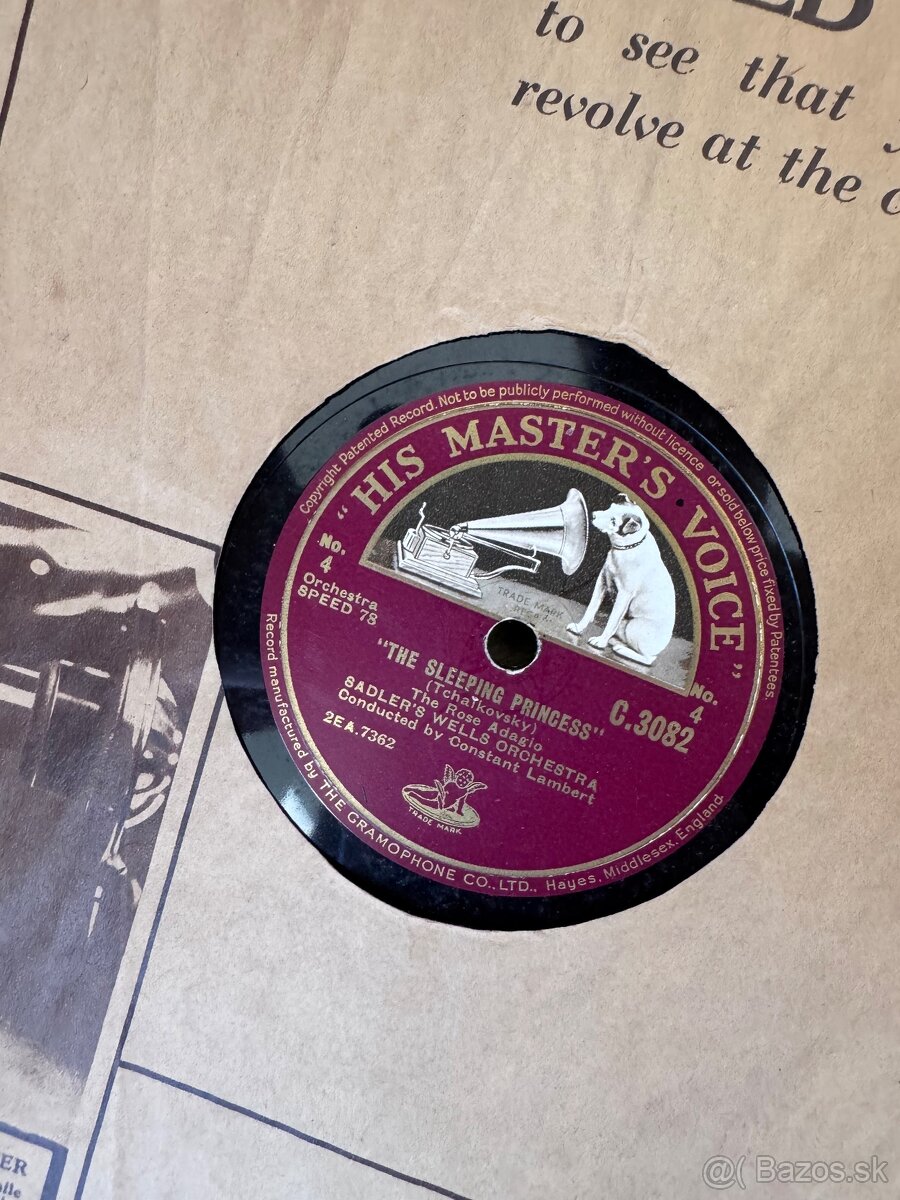 to see that
revolve at the
Copyright Patented Record. Not to be publicly performed without licence or sold below price fixed by Patentees.
"HIS MASTER'S VOICE"
No.
4
Orchestra
SPEED 78
TRADE MARK
"THE SLEEPING PRINCESS"
(Tchaïkovsky)
The Rose Adagio
SADLER'S WELLS ORCHESTRA
Conducted by Constant Lambert
2EA.7362
No.
4
C.3082
TRADE MARK
Record manufactured by THE GRAMOPHONE CO., LTD., Hayes, Middlesex, England.
@( Bazos.sk